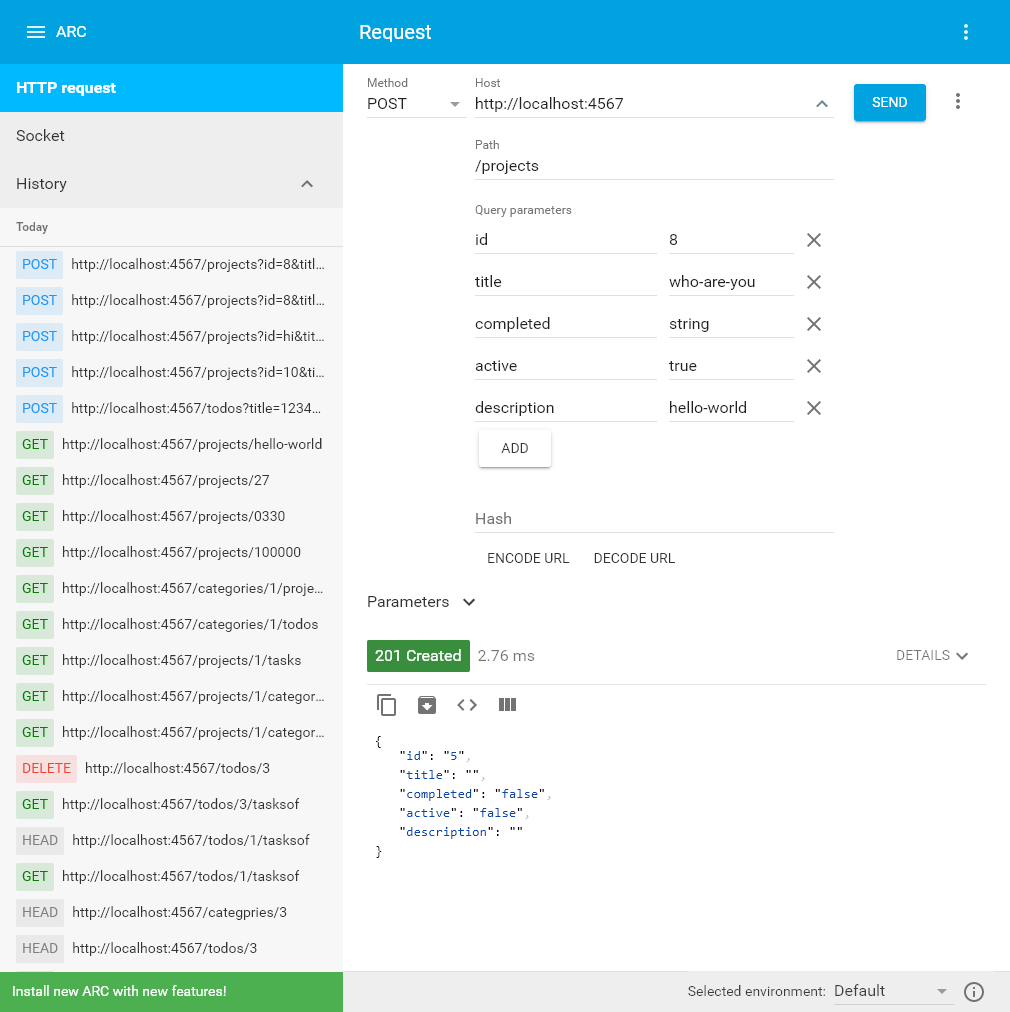 ARC
Request
HTTP request
Socket
History
Today
POST http://localhost:4567/projects?id=8&titl...
POST http://localhost:4567/projects?id=8&titl...
POST http://localhost:4567/projects?id=hi&tit...
POST http://localhost:4567/projects?id=10&ti...
POST http://localhost:4567/todos?title=1234...
GET http://localhost:4567/projects/hello-world
GET http://localhost:4567/projects/27
GET http://localhost:4567/projects/0330
GET http://localhost:4567/projects/100000
GET http://localhost:4567/categories/1/proje...
GET http://localhost:4567/categories/1/todos
GET http://localhost:4567/projects/1/tasks
GET http://localhost:4567/projects/1/categor...
GET http://localhost:4567/projects/1/categor...
DELETE http://localhost:4567/todos/3
GET http://localhost:4567/todos/3/tasksof
HEAD http://localhost:4567/todos/1/tasksof
GET http://localhost:4567/todos/1/tasksof
HEAD http://localhost:4567/categpries/3
HEAD http://localhost:4567/todos/3
Install new ARC with new features!
Method
POST
Host
http://localhost:4567
SEND
Path
/projects
Query parameters
id 8
title who-are-you
completed string
active true
description hello-world
ADD
Hash
ENCODE URL DECODE URL
Parameters
201 Created 2.76 ms
DETAILS
{
"id": "5",
"title": "",
"completed": "false",
"active": "false",
"description": ""
}
Selected environment: Default